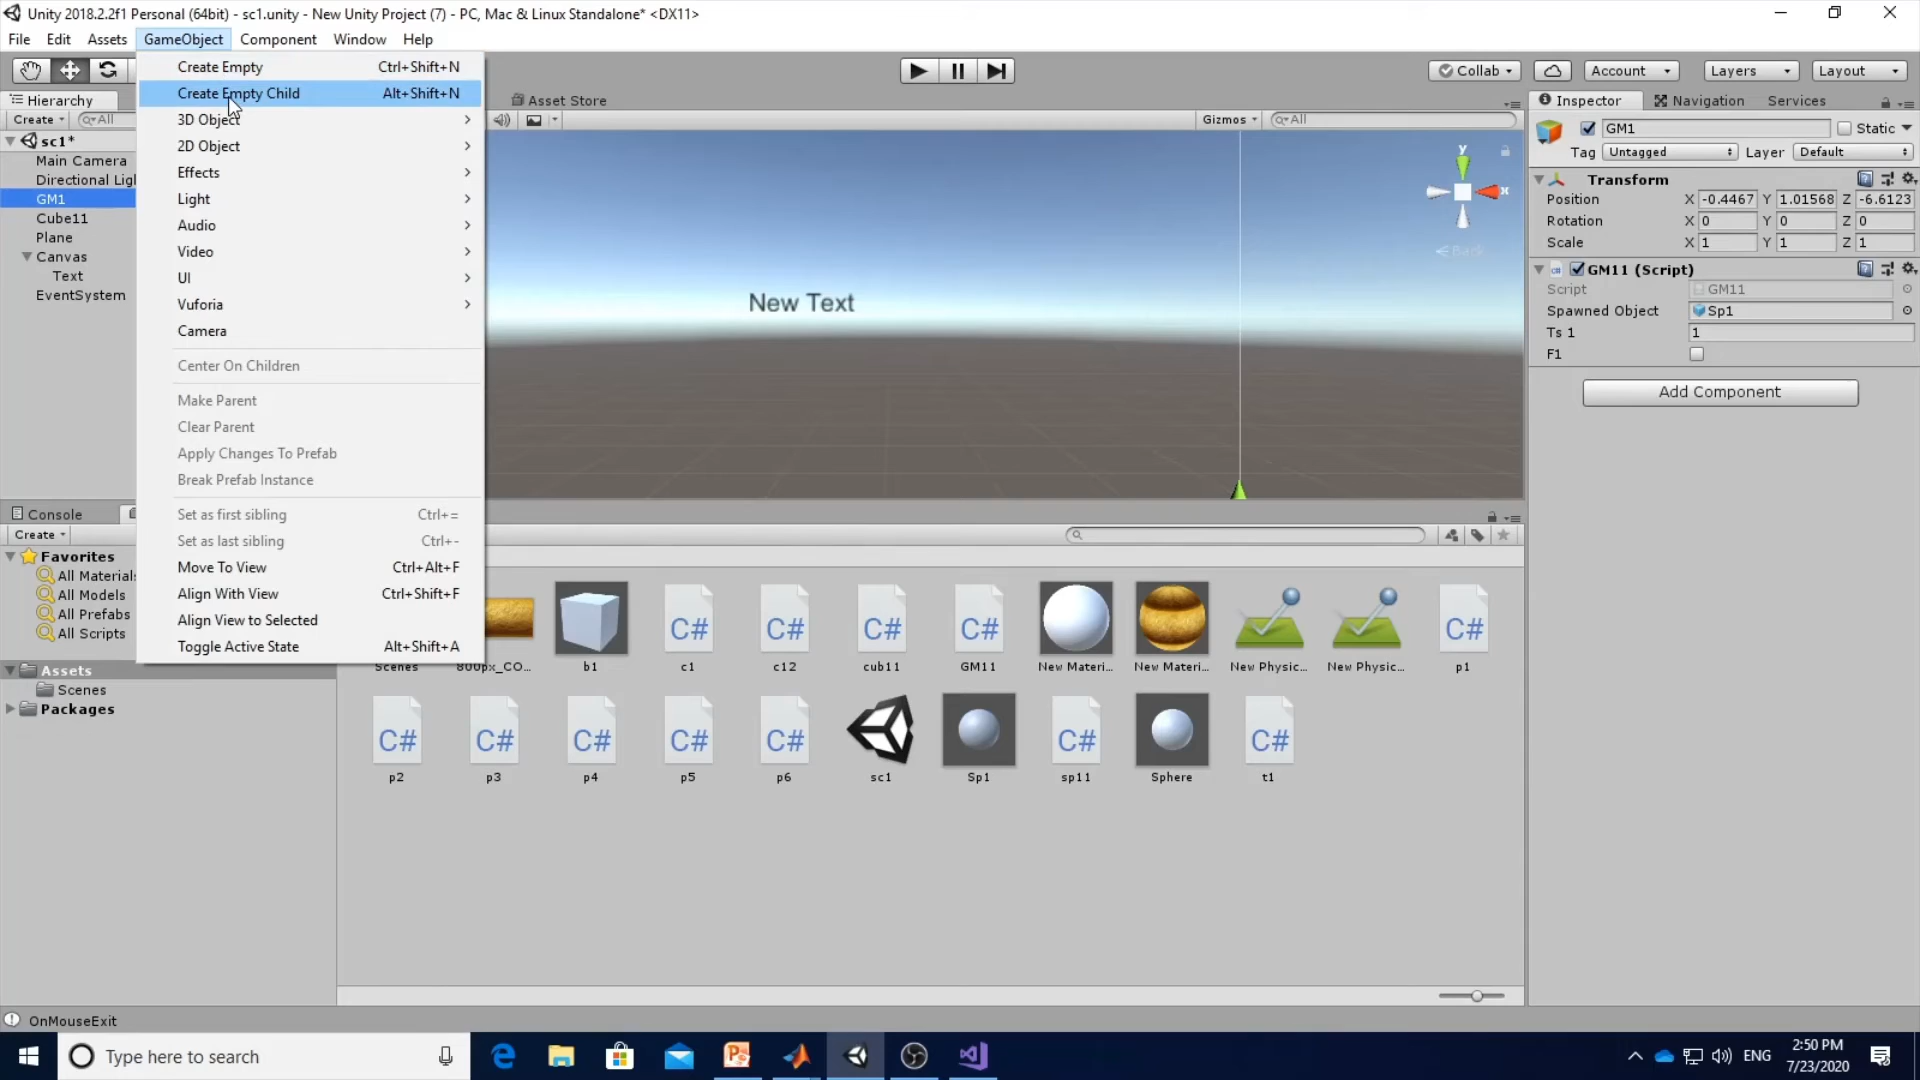 Unity 2018.2.2f1 Personal (64bit) - sc1.unity - New Unity Project (7) - PC, Mac & Linux Standalone* <DX11>
File Edit Assets GameObject Component Window Help
Collab Account Layers Layout
Create Empty Ctrl+Shift+N
Create Empty Child Alt+Shift+N
3D Object
2D Object
Effects
Light
Audio
Video
UI
Vuforia
Camera
Center On Children
Make Parent
Clear Parent
Apply Changes To Prefab
Break Prefab Instance
Set as first sibling Ctrl+=
Set as last sibling Ctrl+-
Move To View Ctrl+Alt+F
Align With View Ctrl+Shift+F
Align View to Selected
Toggle Active State Alt+Shift+A
Hierarchy
Create All
sc1*
Main Camera
Directional Ligh
GM1
Cube11
Plane
Canvas
Text
EventSystem
Asset Store
Gizmos All
y
x
Back
New Text
Inspector Navigation Services
GM1 Static
Tag Untagged Layer Default
Transform
Position X -0.4467 Y 1.01568 Z -6.6123
Rotation X 0 Y 0 Z 0
Scale X 1 Y 1 Z 1
GM11 (Script)
Script GM11
Spawned Object Sp1
Ts 1 1
F1
Add Component
Console
Create
Favorites
All Materials
All Models
All Prefabs
All Scripts
Assets
Scenes
Packages
C# C# C# C# C#
Scenes 800px_CO... b1 c1 c12 cub11 GM11 New Materi... New Materi... New Physic... New Physic... p1
C# C# C# C# C# C# C#
p2 p3 p4 p5 p6 sc1 Sp1 sp11 Sphere t1
OnMouseExit
Type here to search
ENG
2:50 PM
7/23/2020